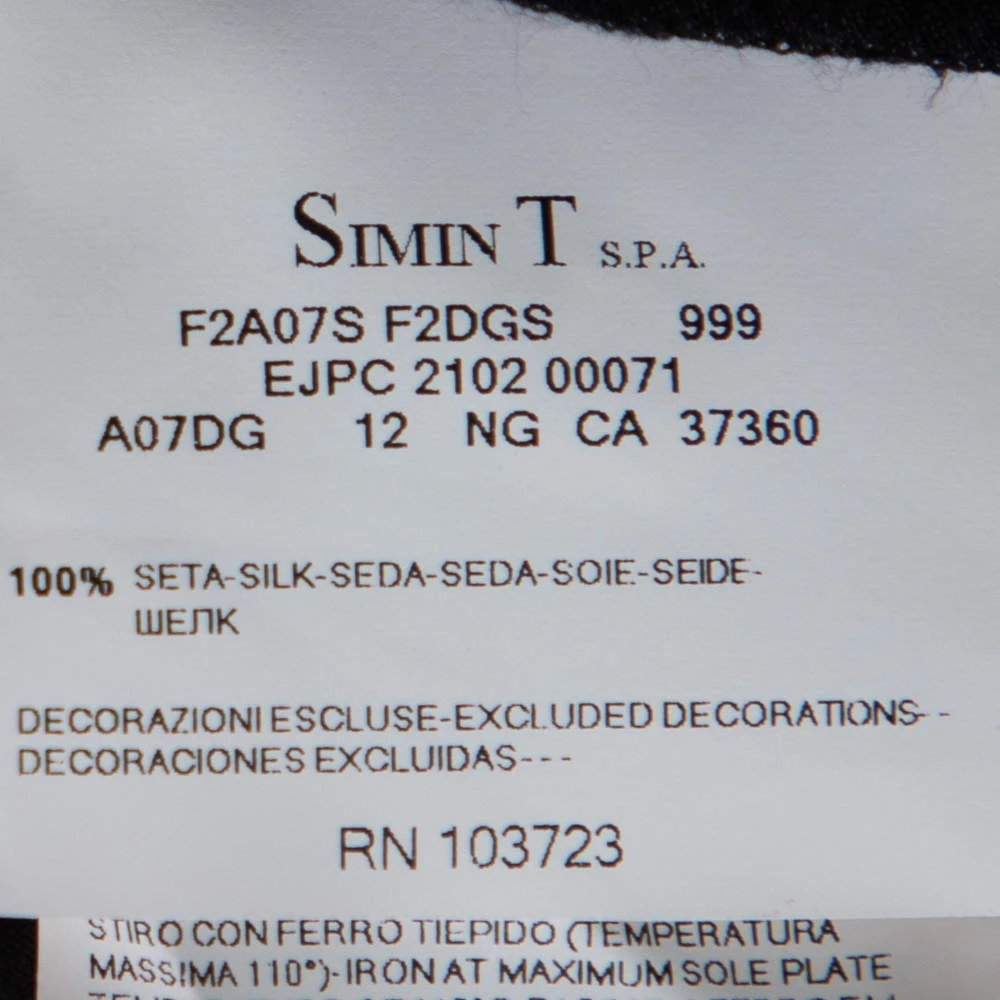 SIMIN T S.P.A.
F2A07S F2DGS 999
EJPC 2102 00071
A07DG 12 NG CA 37360
100% SETA-SILK-SEDA-SEDA-SOIE-SEIDE-
ШЕЛК
DECORAZIONI ESCLUSE-EXCLUDED DECORATIONS--
DECORACIONES EXCLUIDAS---
RN 103723
STIRO CON FERRO TIEPIDO (TEMPERATURA
MASSIMA 110°)-IRON AT MAXIMUM SOLE PLATE